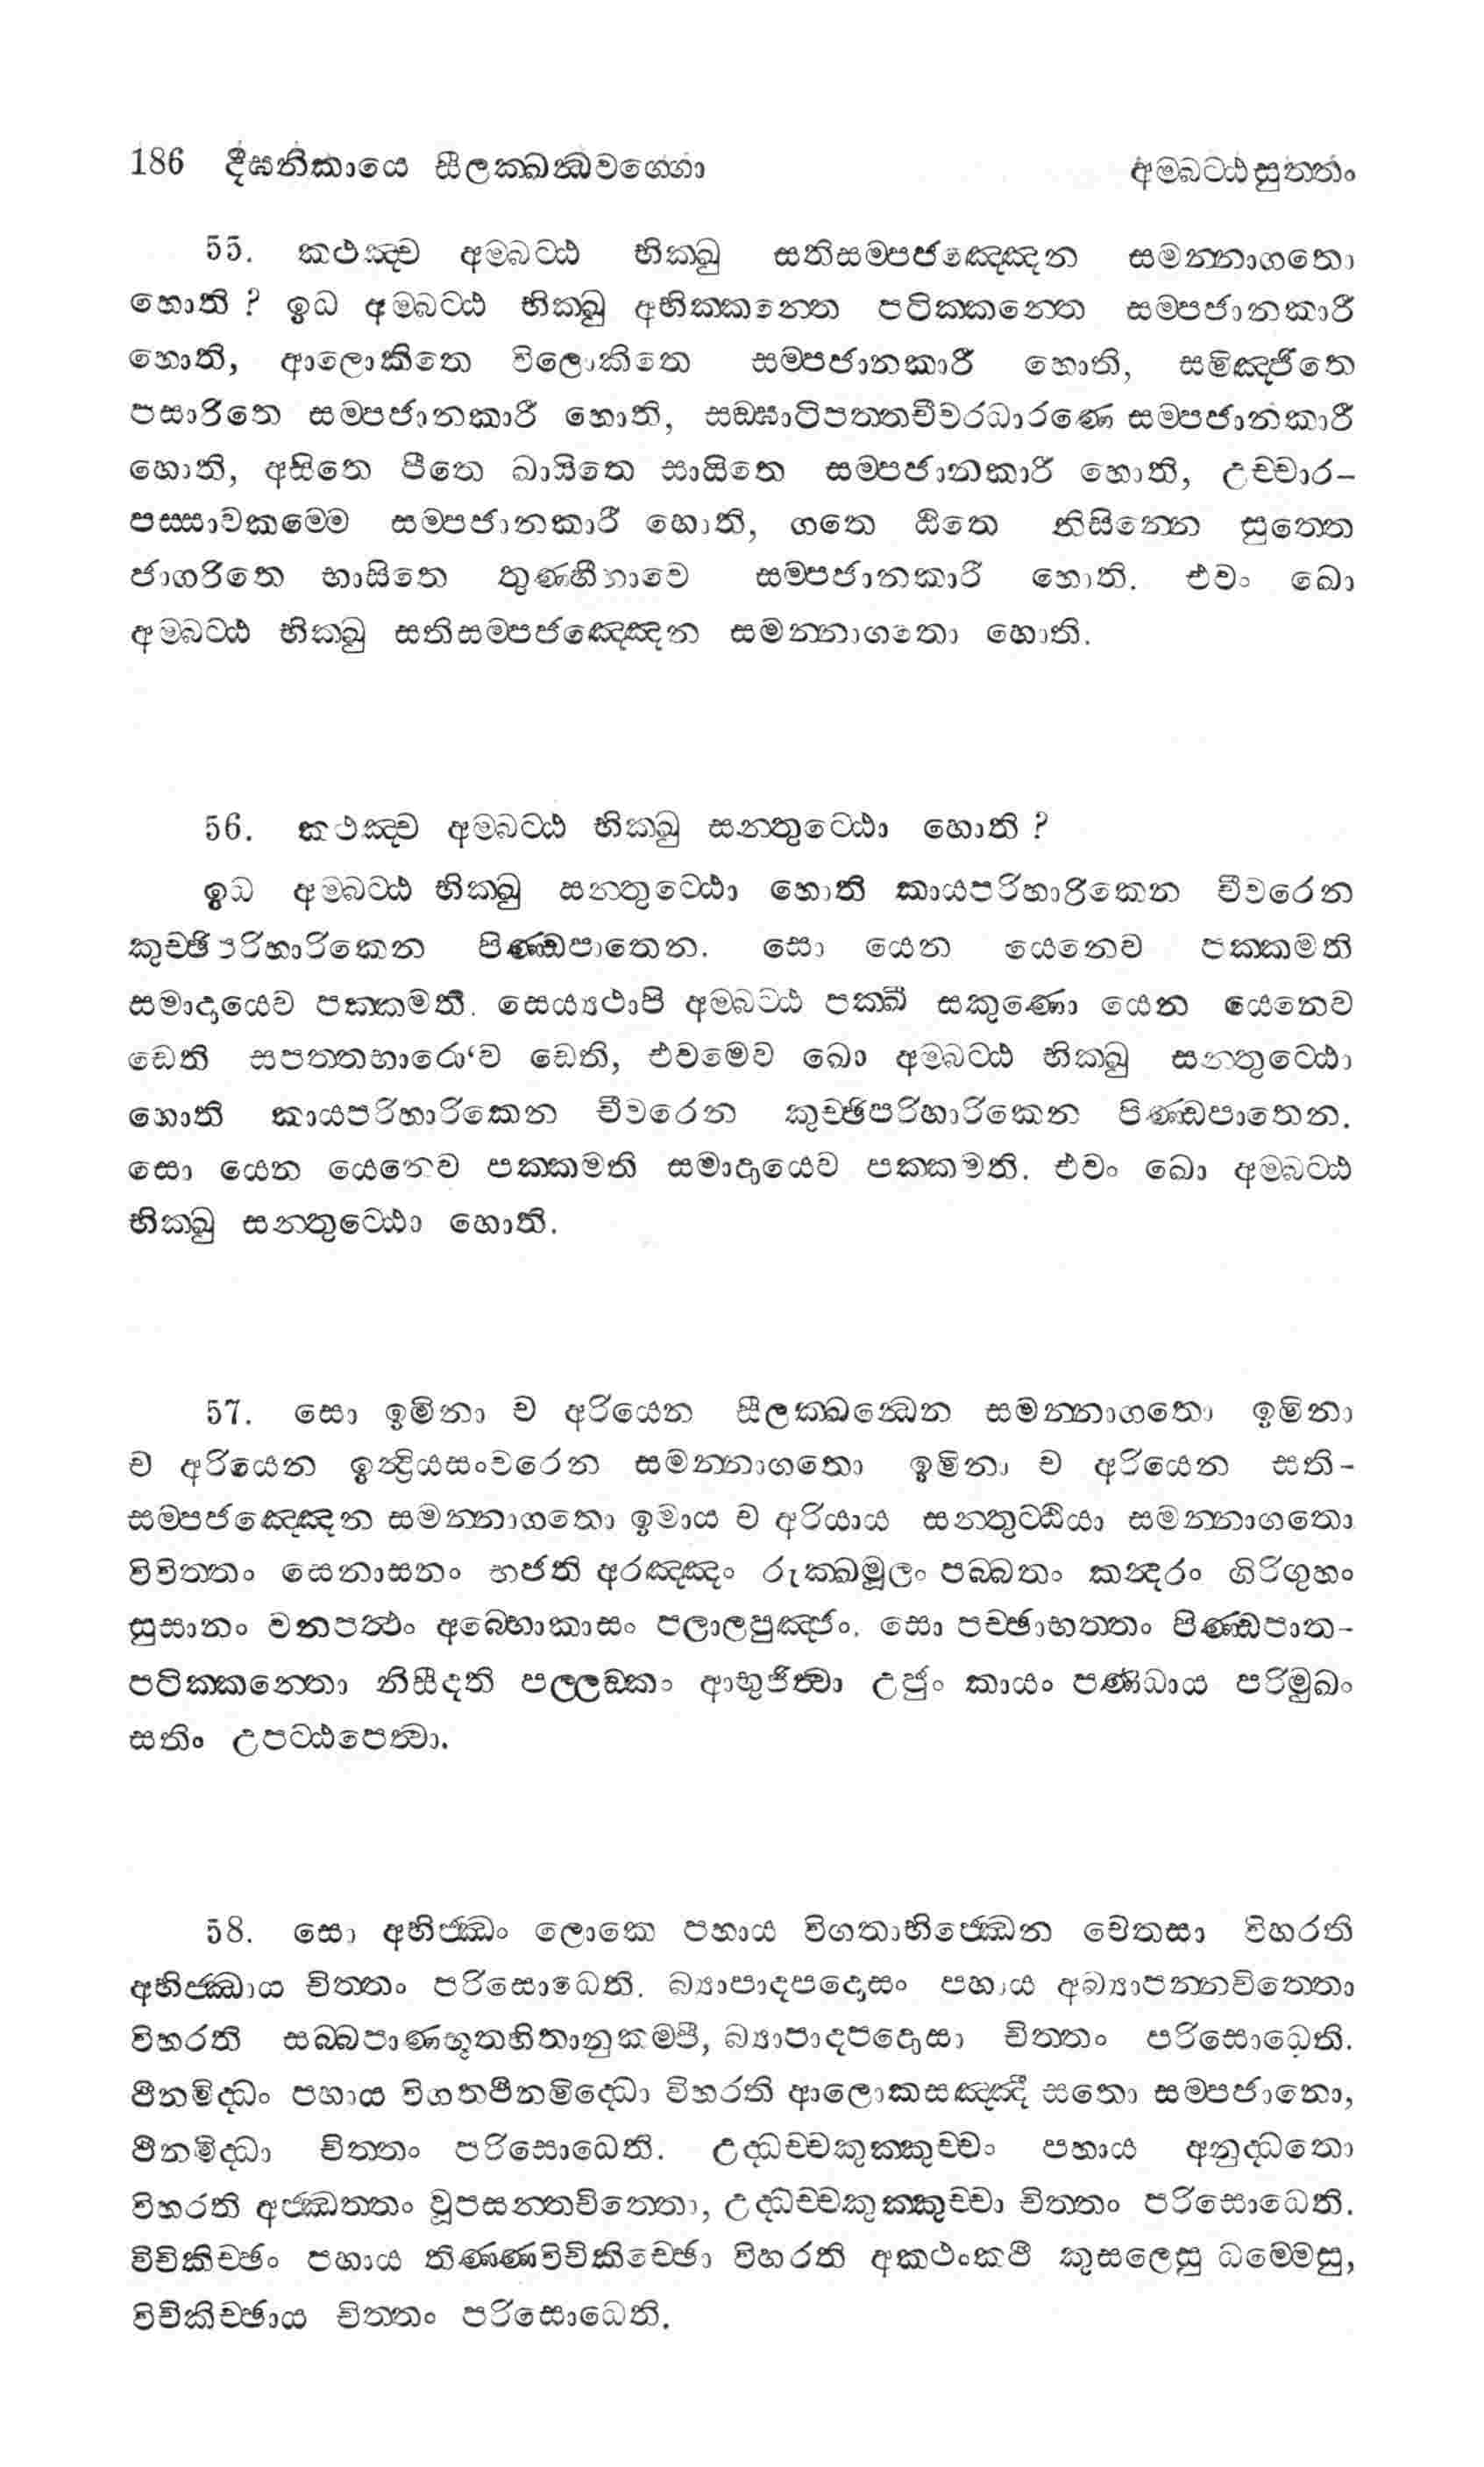 186 දීඝනිකායෙ සීලක්ඛන්ධවග්ගො අම්බට්ඨසුත්තං
55. කථඤ්ච අම්බට්ඨ භික්ඛු සතිසම්පජඤ්ඤෙන සමන්නාගතො
හොති? ඉධ අම්බට්ඨ භික්ඛු අභික්කන්තෙ පටික්කන්තෙ සම්පජානකාරී
හොති, ආලොකිතෙ විලොකිතෙ සම්පජානකාරී හොති, සමිඤ්ජිතෙ
පසාරිතෙ සම්පජානකාරී හොති, සඞ්ඝාටිපත්තචීවරධාරණෙ සම්පජානකාරී
හොති, අසිතෙ පීතෙ ඛායිතෙ සායිතෙ සම්පජානකාරී හොති, උච්චාර-
පස්සාවකම්මෙ සම්පජානකාරී හොති, ගතෙ ඨිතෙ නිසින්නෙ සුත්තෙ
ජාගරිතෙ භාසිතෙ තුණ්හීභාවෙ සම්පජානකාරී හොති. එවං ඛො
අම්බට්ඨ භික්ඛු සතිසම්පජඤ්ඤෙන සමන්නාගතො හොති.
56. කථඤ්ච අම්බට්ඨ භික්ඛු සන්තුට්ඨො හොති?
ඉධ අම්බට්ඨ භික්ඛු සන්තුට්ඨො හොති කායපරිහාරිකෙන චීවරෙන
කුච්ඡිපරිහාරිකෙන පිණ්ඩපාතෙන. සො යෙන යෙනෙව පක්කමති
සමාදායෙව පක්කමති. සෙය්‍යථාපි අම්බට්ඨ පක්ඛී සකුණො යෙන යෙනෙව
ඩෙති සපත්තභාරො‘ව ඩෙති, එවමෙව ඛො අම්බට්ඨ භික්ඛු සන්තුට්ඨො
හොති කායපරිහාරිකෙන චීවරෙන කුච්ඡිපරිහාරිකෙන පිණ්ඩපාතෙන.
සො යෙන යෙනෙව පක්කමති සමාදායෙව පක්කමති. එවං ඛො අම්බට්ඨ
භික්ඛු සන්තුට්ඨො හොති.
57. සො ඉමිනා ච අරියෙන සීලක්ඛන්ධෙන සමන්නාගතො ඉමිනා
ච අරියෙන ඉන්ද්‍රියසංවරෙන සමන්නාගතො ඉමිනා ච අරියෙන සති-
සම්පජඤ්ඤෙන සමන්නාගතො ඉමාය ච අරියාය සන්තුට්ඨියා සමන්නාගතො
විවිත්තං සෙනාසනං භජති අරඤ්ඤං රුක්ඛමූලං පබ්බතං කන්දරං ගිරිගුහං
සුසානං වනපත්ථං අබ්භොකාසං පලාලපුඤ්ජං. සො පච්ඡාභත්තං පිණ්ඩපාත-
පටික්කන්තො නිසීදති පල්ලඞ්කං ආභුජිත්වා උජුං කායං පණිධාය පරිමුඛං
සතිං උපට්ඨපෙත්වා.
58. සො අභිජ්ඣං ලොකෙ පහාය විගතාභිජ්ඣෙන චෙතසා විහරති
අභිජ්ඣාය චිත්තං පරිසොධෙති. බ්‍යාපාදපදොසං පහාය අබ්‍යාපන්නචිත්තො
විහරති සබ්බපාණභූතහිතානුකම්පී, බ්‍යාපාදපදොසා චිත්තං පරිසොධෙති.
ථීනමිද්ධං පහාය විගතථීනමිද්ධො විහරති ආලොකසඤ්ඤී සතො සම්පජානො,
ථීනමිද්ධා චිත්තං පරිසොධෙති. උද්ධච්චකුක්කුච්චං පහාය අනුද්ධතො
විහරති අජ්ඣත්තං වූපසන්තචිත්තො, උද්ධච්චකුක්කුච්චා චිත්තං පරිසොධෙති.
විචිකිච්ඡං පහාය තිණ්ණවිචිකිච්ඡො විහරති අකථංකථී කුසලෙසු ධම්මෙසු,
විචිකිච්ඡාය චිත්තං පරිසොධෙති.